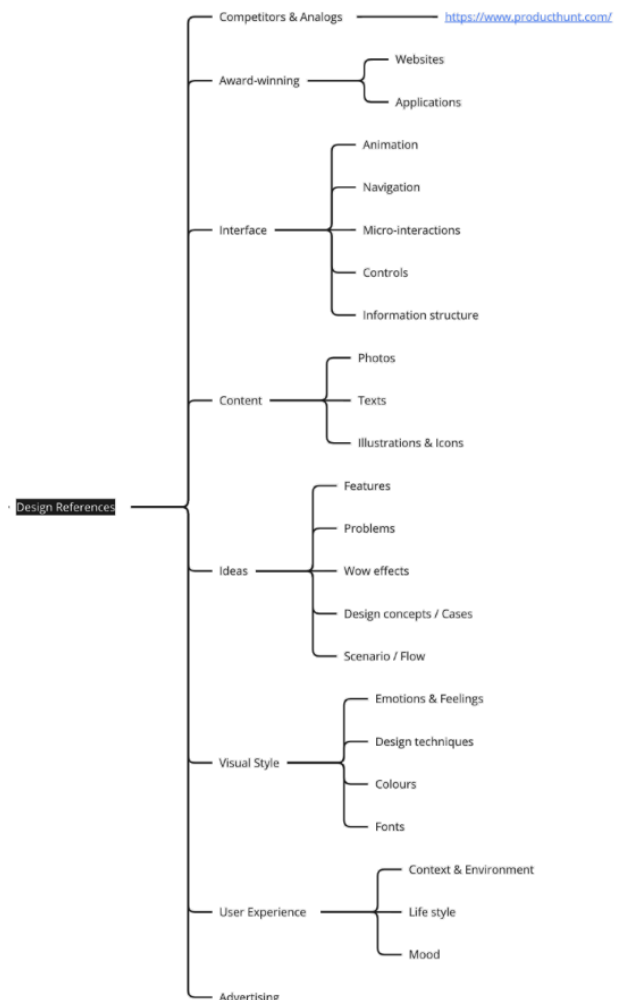 Competitors & Analogs
https://www.producthunt.com/
Award-winning
Websites
Applications
Interface
Animation
Navigation
Micro-interactions
Controls
Information structure
Content
Photos
Texts
Illustrations & Icons
Design References
Ideas
Features
Problems
Wow effects
Design concepts / Cases
Scenario / Flow
Visual Style
Emotions & Feelings
Design techniques
Colours
Fonts
User Experience
Context & Environment
Life style
Mood
Advertising